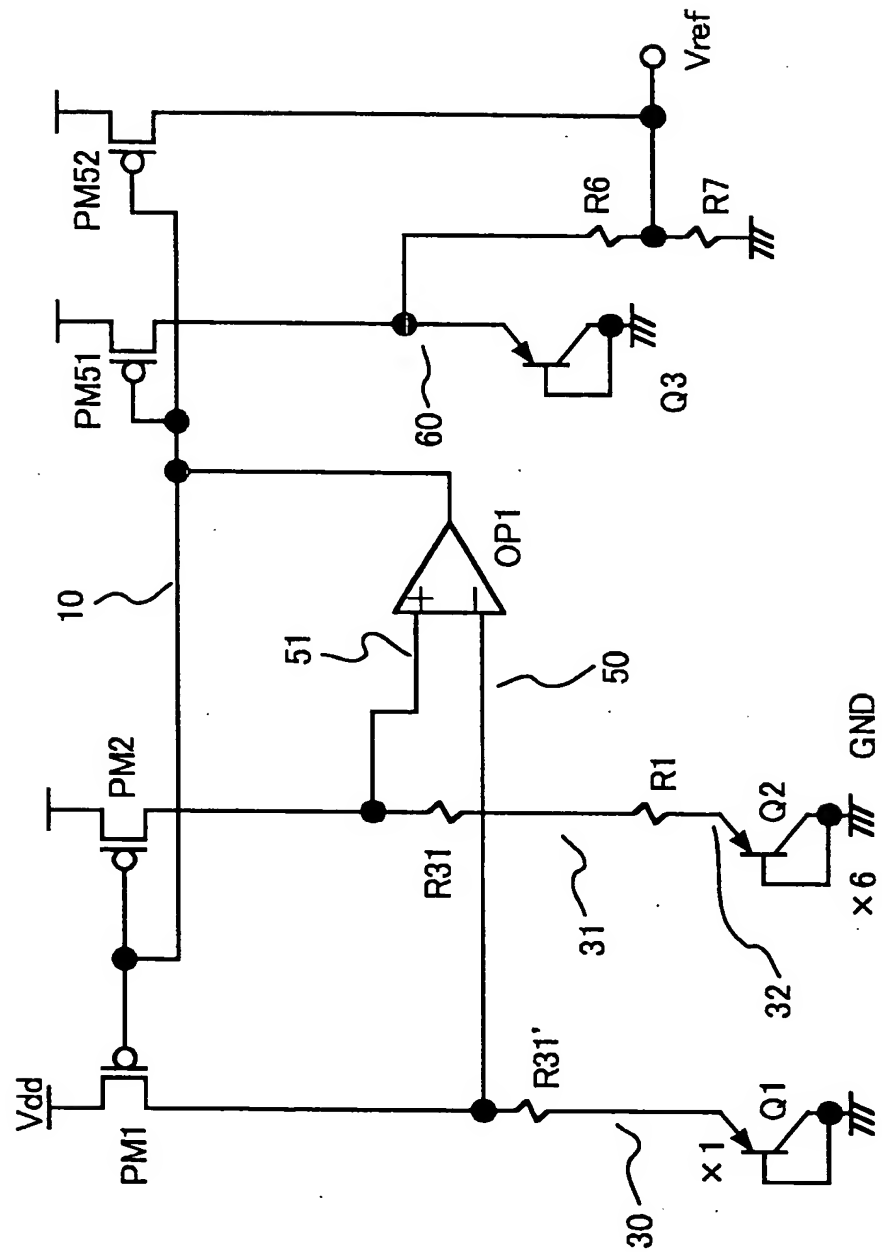 Vdd
PM1
PM2
10
PM51
PM52
51
+
−
OP1
50
60
Q3
R6
R7
Vref
R31'
R31
30
31
R1
32
×1
Q1
×6
Q2
GND